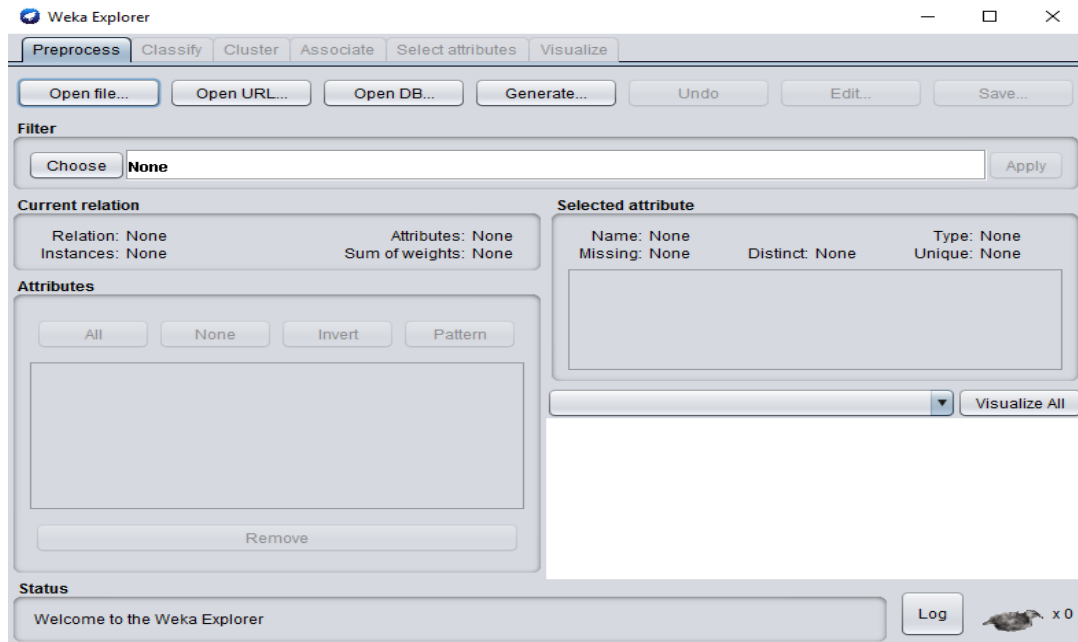 Weka Explorer
Preprocess Classify Cluster Associate Select attributes Visualize
Open file... Open URL... Open DB... Generate... Undo Edit... Save...
Filter
Choose None Apply
Current relation
Relation: None Attributes: None
Instances: None Sum of weights: None
Selected attribute
Name: None Type: None
Missing: None Distinct: None Unique: None
Attributes
All None Invert Pattern
Remove
Visualize All
Status
Welcome to the Weka Explorer
Log x 0